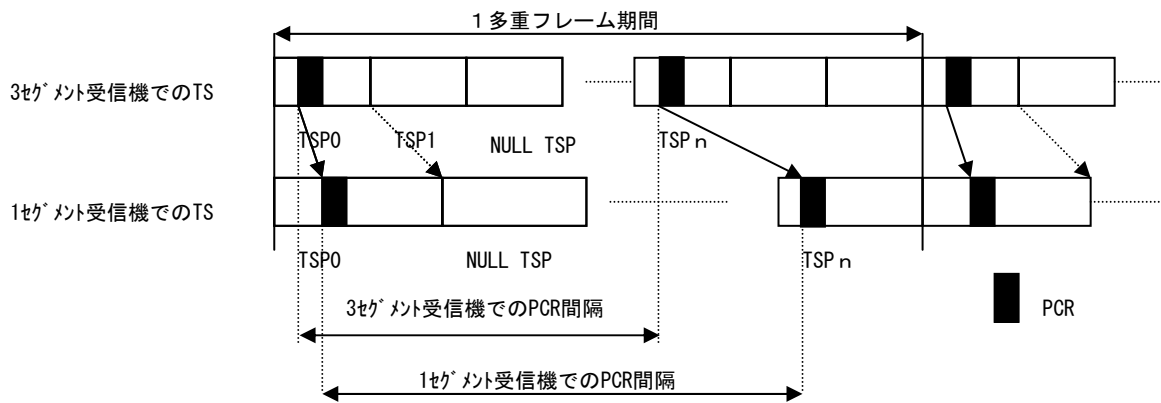 １多重フレーム期間
3ｾｸﾞﾒﾝﾄ受信機でのTS
TSP0
TSP1
NULL TSP
TSPｎ
1ｾｸﾞﾒﾝﾄ受信機でのTS
TSP0
NULL TSP
TSPｎ
PCR
3ｾｸﾞﾒﾝﾄ受信機でのPCR間隔
1ｾｸﾞﾒﾝﾄ受信機でのPCR間隔